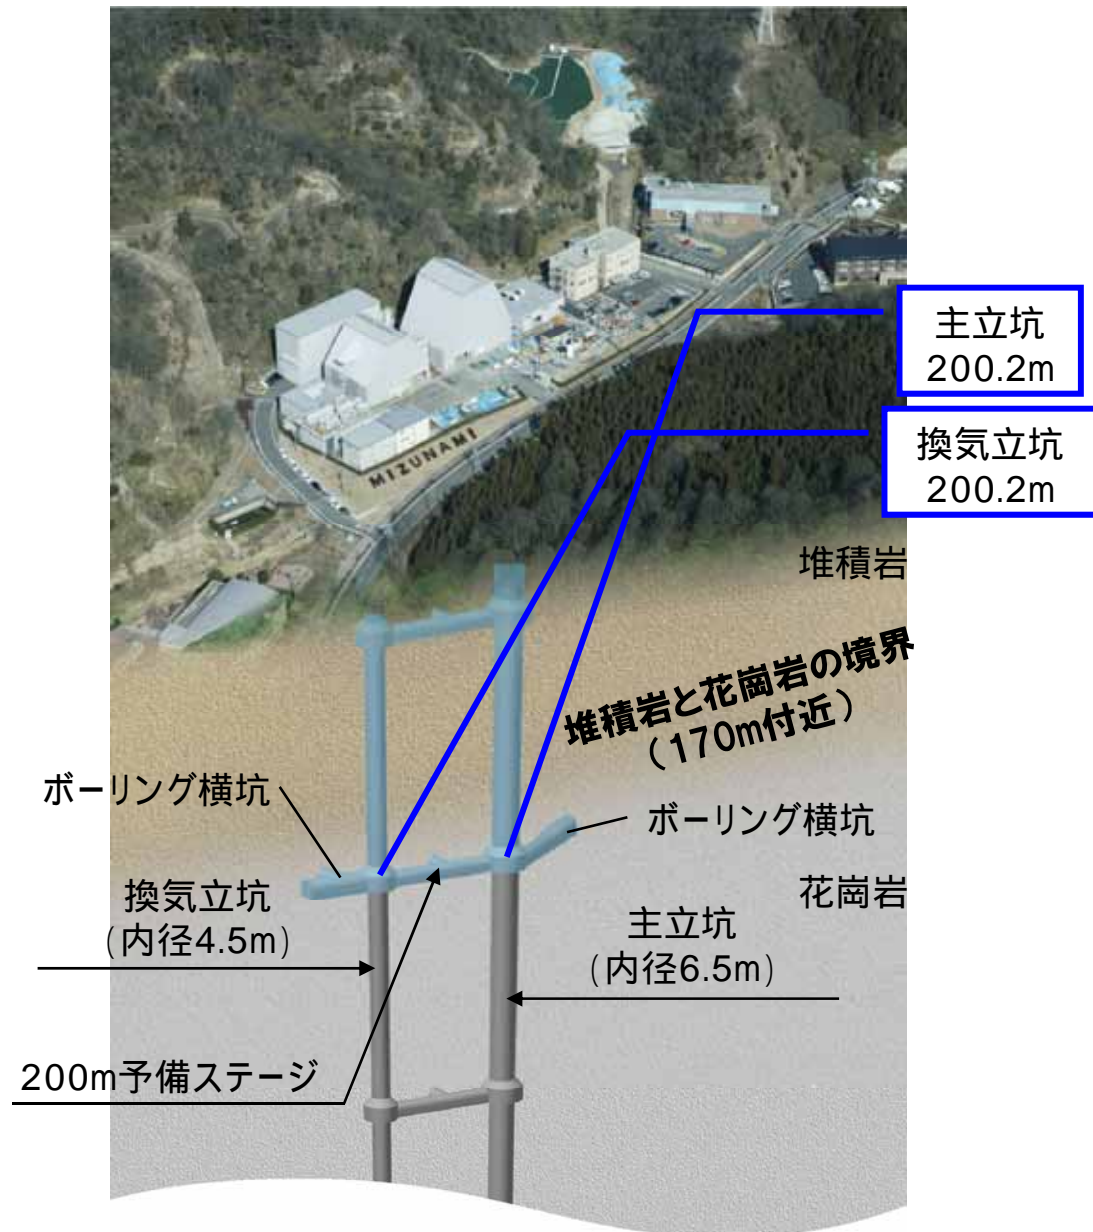 主立坑
200.2m
換気立坑
200.2m
MIZUNAMI
堆積岩
堆積岩と花崗岩の境界
（170m付近）
ボーリング横坑
ボーリング横坑
換気立坑
(内径4.5m)
花崗岩
主立坑
(内径6.5m)
200m予備ステージ